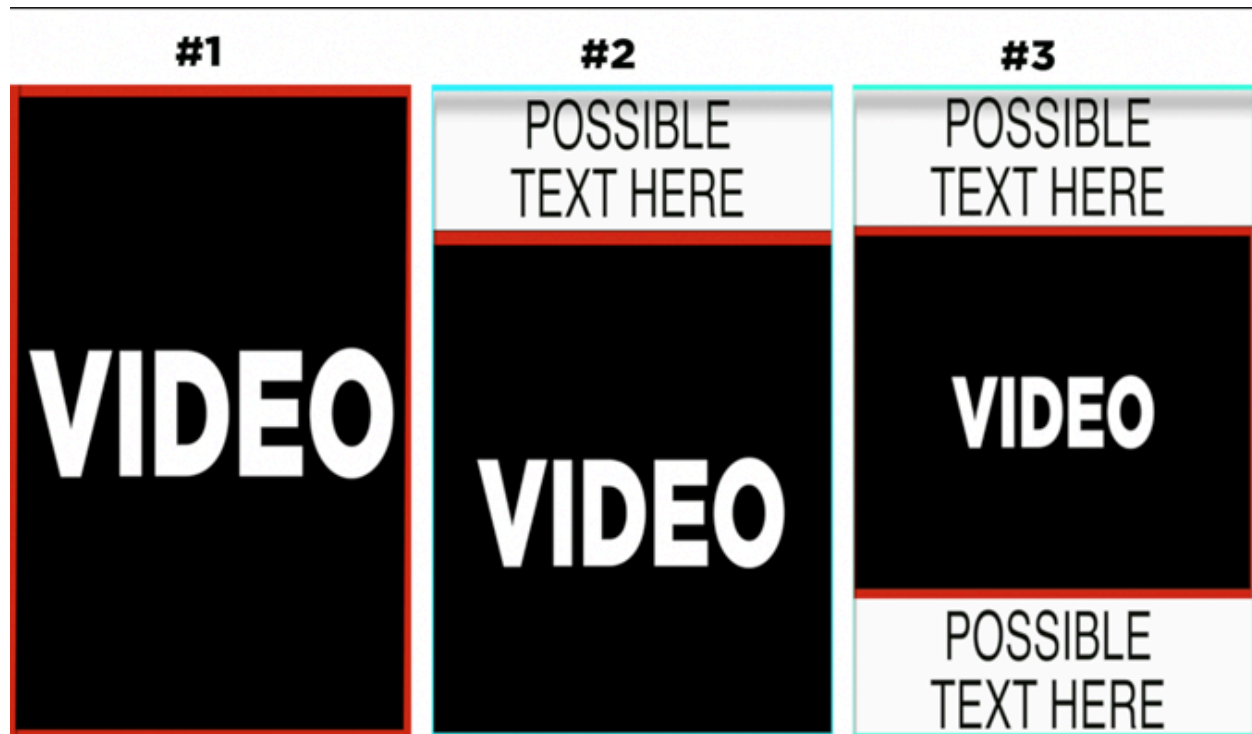 #1
#2
#3
VIDEO
POSSIBLE
TEXT HERE
VIDEO
POSSIBLE
TEXT HERE
VIDEO
POSSIBLE
TEXT HERE